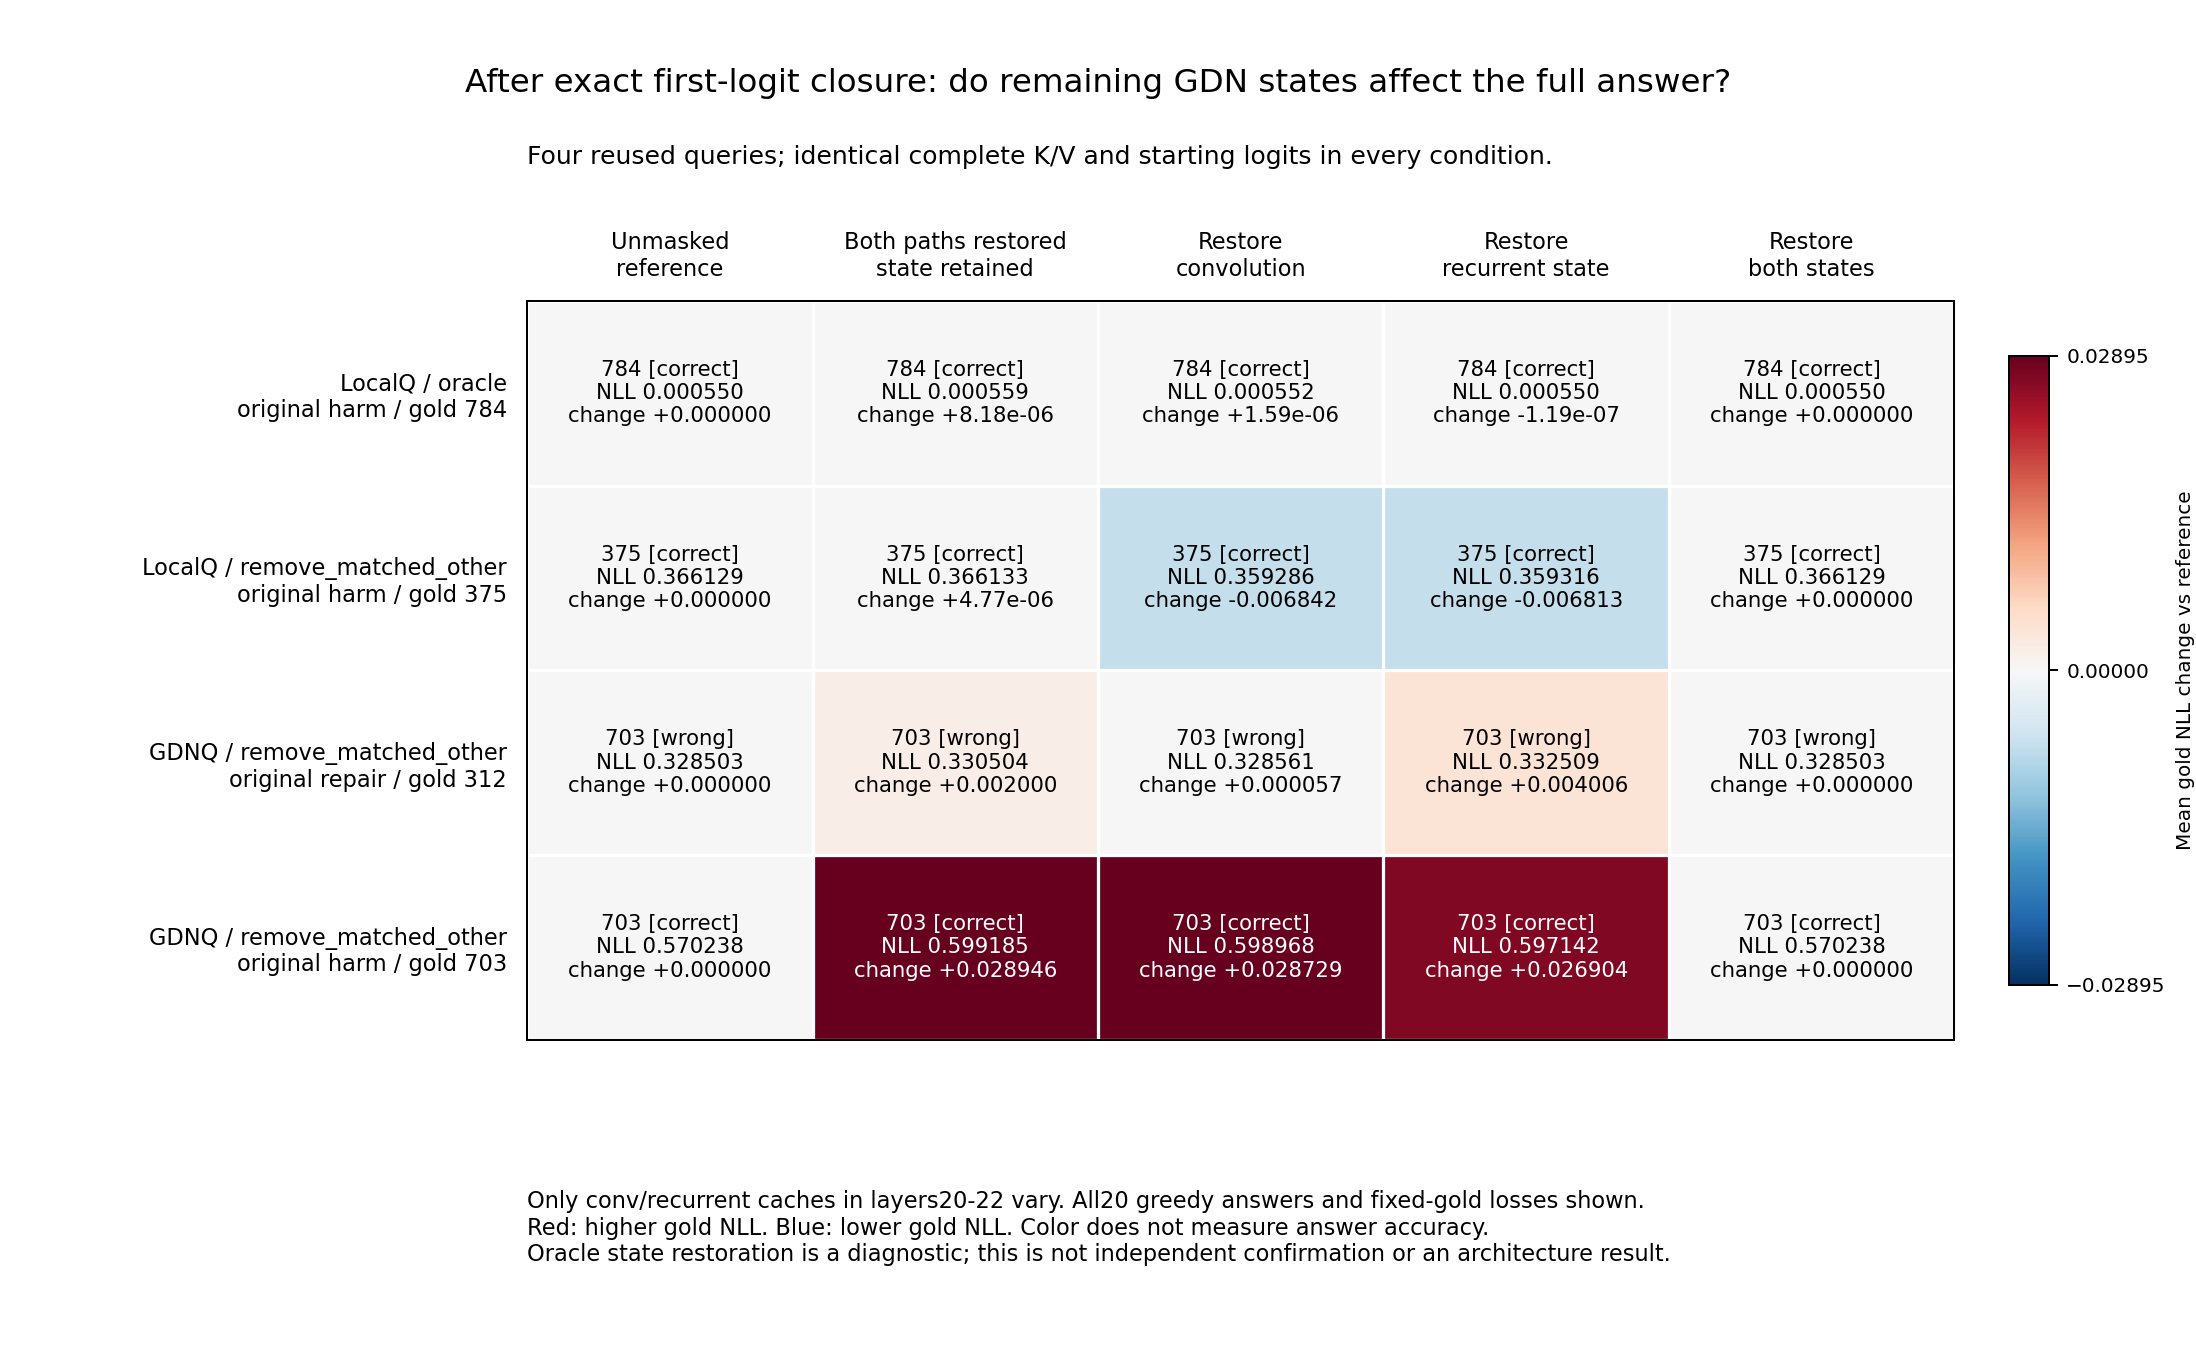 After exact first-logit closure: do remaining GDN states affect the full answer?
Four reused queries; identical complete K/V and starting logits in every condition.
Unmasked
reference
Both paths restored
state retained
Restore
convolution
Restore
recurrent state
Restore
both states
LocalQ / oracle
original harm / gold 784
784 [correct]
NLL 0.000550
change +0.000000
784 [correct]
NLL 0.000559
change +8.18e-06
784 [correct]
NLL 0.000552
change +1.59e-06
784 [correct]
NLL 0.000550
change -1.19e-07
784 [correct]
NLL 0.000550
change +0.000000
LocalQ / remove_matched_other
original harm / gold 375
375 [correct]
NLL 0.366129
change +0.000000
375 [correct]
NLL 0.366133
change +4.77e-06
375 [correct]
NLL 0.359286
change -0.006842
375 [correct]
NLL 0.359316
change -0.006813
375 [correct]
NLL 0.366129
change +0.000000
GDNQ / remove_matched_other
original repair / gold 312
703 [wrong]
NLL 0.328503
change +0.000000
703 [wrong]
NLL 0.330504
change +0.002000
703 [wrong]
NLL 0.328561
change +0.000057
703 [wrong]
NLL 0.332509
change +0.004006
703 [wrong]
NLL 0.328503
change +0.000000
GDNQ / remove_matched_other
original harm / gold 703
703 [correct]
NLL 0.570238
change +0.000000
703 [correct]
NLL 0.599185
change +0.028946
703 [correct]
NLL 0.598968
change +0.028729
703 [correct]
NLL 0.597142
change +0.026904
703 [correct]
NLL 0.570238
change +0.000000
0.02895
0.00000
−0.02895
Mean gold NLL change vs reference
Only conv/recurrent caches in layers20-22 vary. All20 greedy answers and fixed-gold losses shown.
Red: higher gold NLL. Blue: lower gold NLL. Color does not measure answer accuracy.
Oracle state restoration is a diagnostic; this is not independent confirmation or an architecture result.